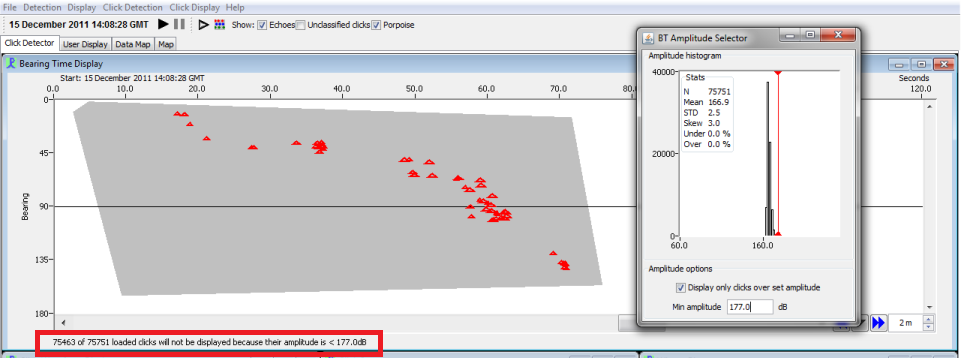 File Detection Display Click Detection Click Display Help
15 December 2011 14:08:28 GMT Show: Echoes Unclassified clicks Porpoise
Click Detector User Display Data Map Map
Bearing Time Display
Start: 15 December 2011 14:08:28 GMT Seconds
0.0 10.0 20.0 30.0 40.0 50.0 60.0 70.0 80.0 120.0
0
45
90
135
180
Bearing
75463 of 75751 loaded clicks will not be displayed because their amplitude is < 177.0dB
2 m
BT Amplitude Selector
Amplitude histogram
40000
20000
0
60.0 160.0
Stats
N 75751
Mean 166.9
STD 2.5
Skew 3.0
Under 0.0 %
Over 0.0 %
Amplitude options
Display only clicks over set amplitude
Min amplitude 177.0 dB